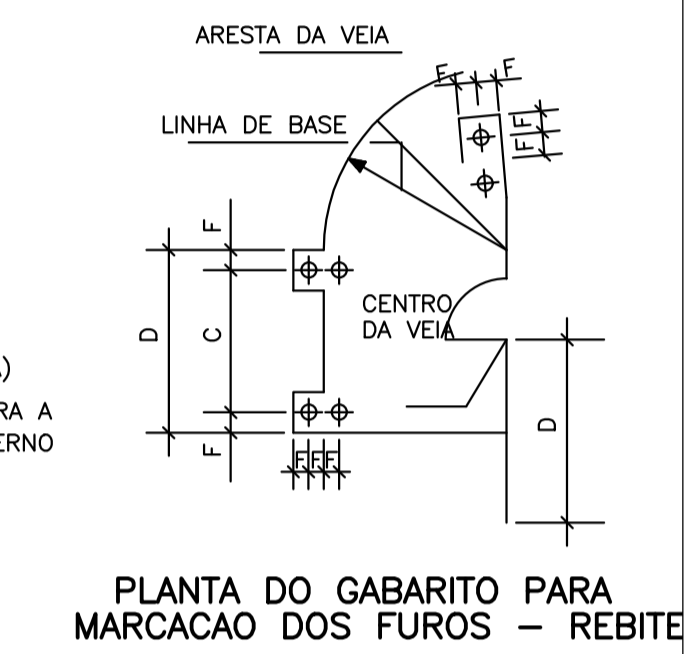 ARESTA DA VEIA
F F
LINHA DE BASE
F
F
F
CENTRO
DA VEIA
D
C
)
RA A
ERNO
D
F
F F F
PLANTA DO GABARITO PARA
MARCACAO DOS FUROS – REBITE